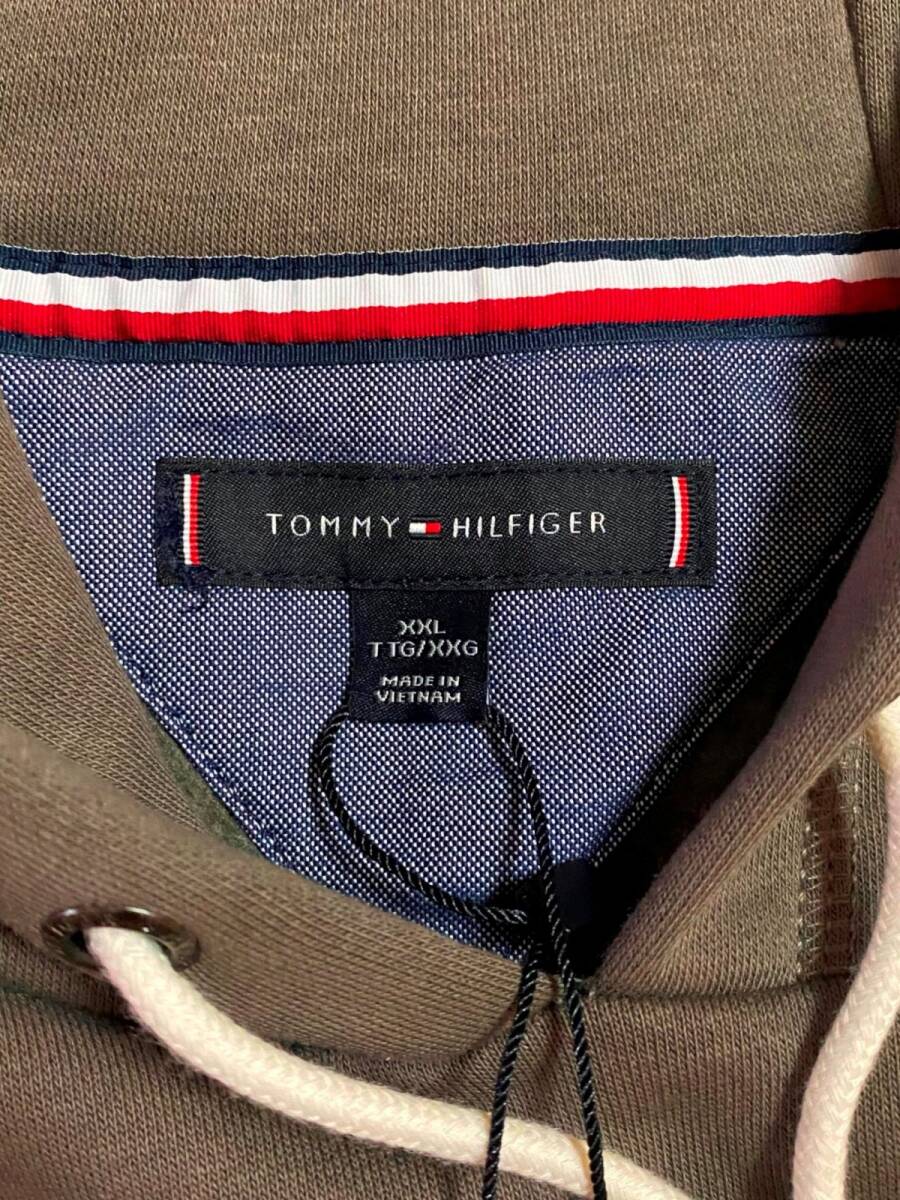 TOMMY HILFIGER
XXL
TTG/XXG
MADE IN
VIETNAM